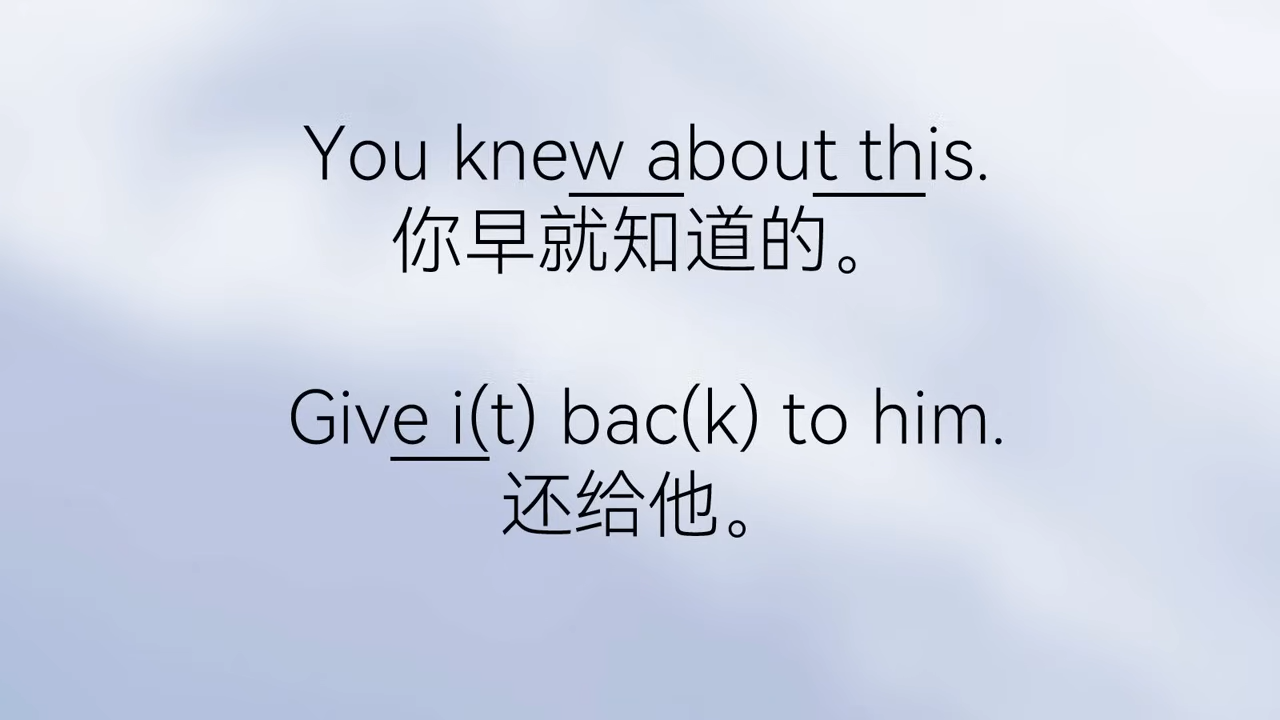 You knew about this.
你早就知道的。
Give i(t) bac(k) to him.
还给他。